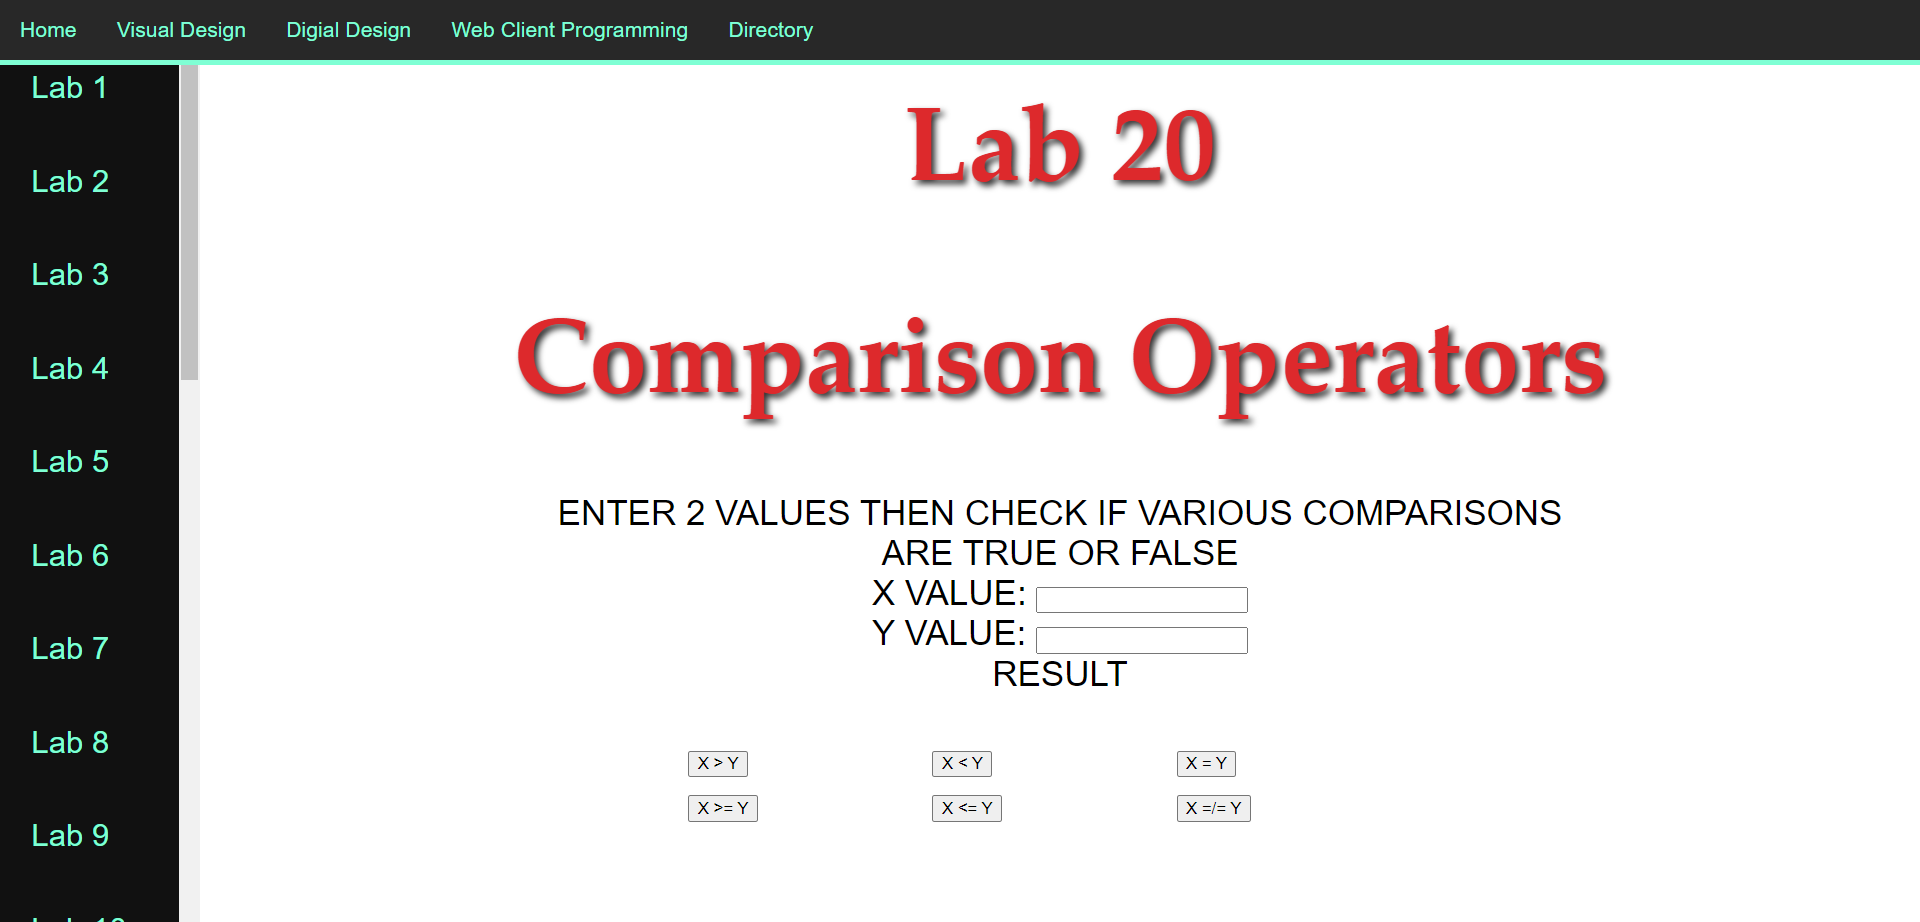 Home Visual Design Digial Design Web Client Programming Directory
Lab 1
Lab 2
Lab 3
Lab 4
Lab 5
Lab 6
Lab 7
Lab 8
Lab 9
Lab 20
Comparison Operators
ENTER 2 VALUES THEN CHECK IF VARIOUS COMPARISONS
ARE TRUE OR FALSE
X VALUE:
Y VALUE:
RESULT
X > Y X < Y X = Y
X >= Y X <= Y X =/= Y